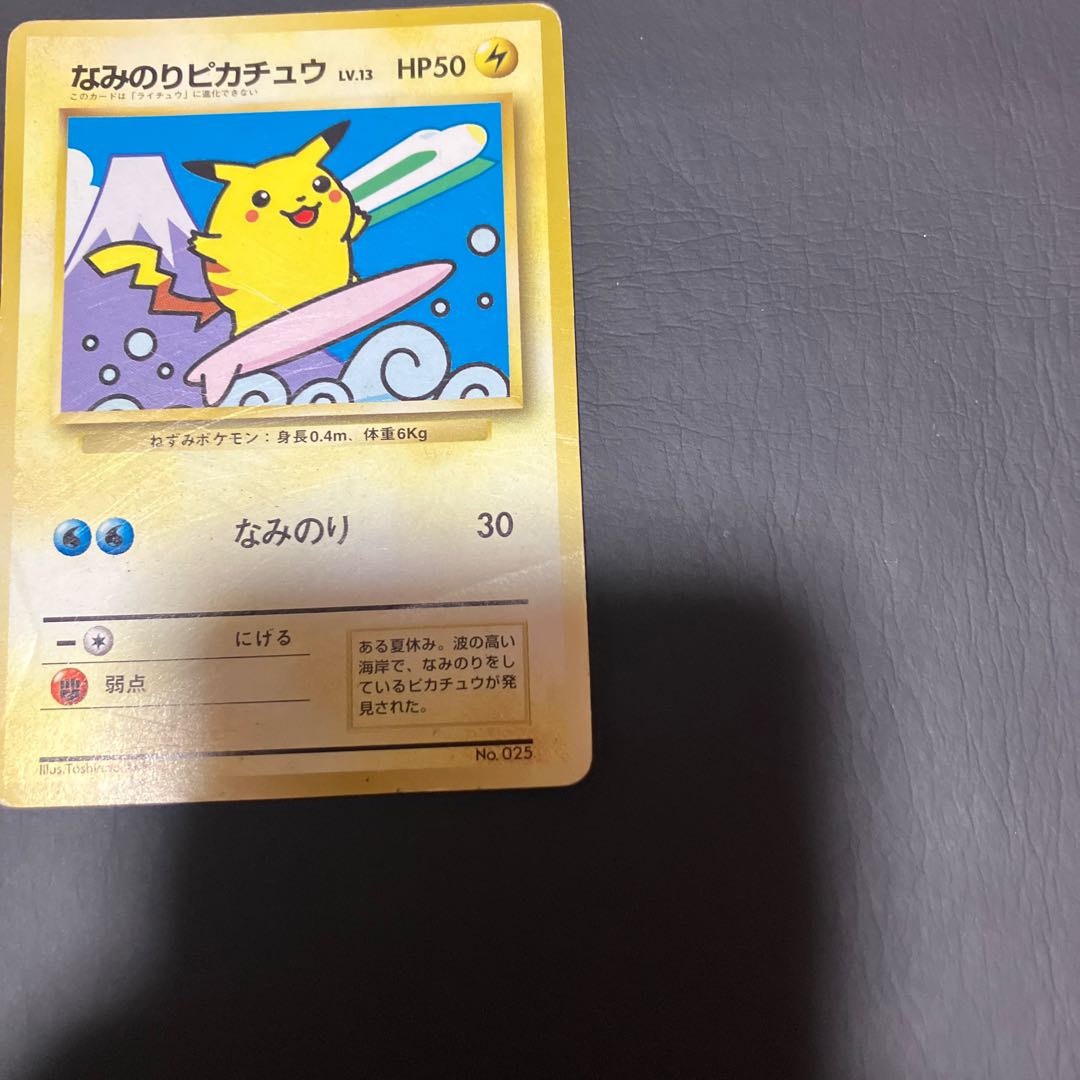 なみのりピカチュウ LV.13 HP50
このカードは「ライチュウ」に進化できない
ねずみポケモン：身長0.4m、体重6Kg
なみのり 30
にげる
弱点
ある夏休み。波の高い
海岸で、なみのりをし
ているピカチュウが発
見された。
No. 025
Illus.